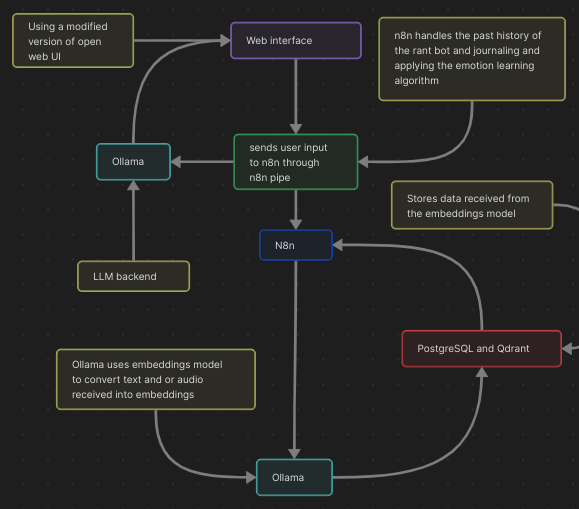 Using a modified
version of open
web UI
Web interface
n8n handles the past history of
the rant bot and journaling and
applying the emotion learning
algorithm
sends user input
to n8n through
n8n pipe
Ollama
Stores data received from
the embeddings model
N8n
LLM backend
PostgreSQL and Qdrant
Ollama uses embeddings model
to convert text and or audio
received into embeddings
Ollama